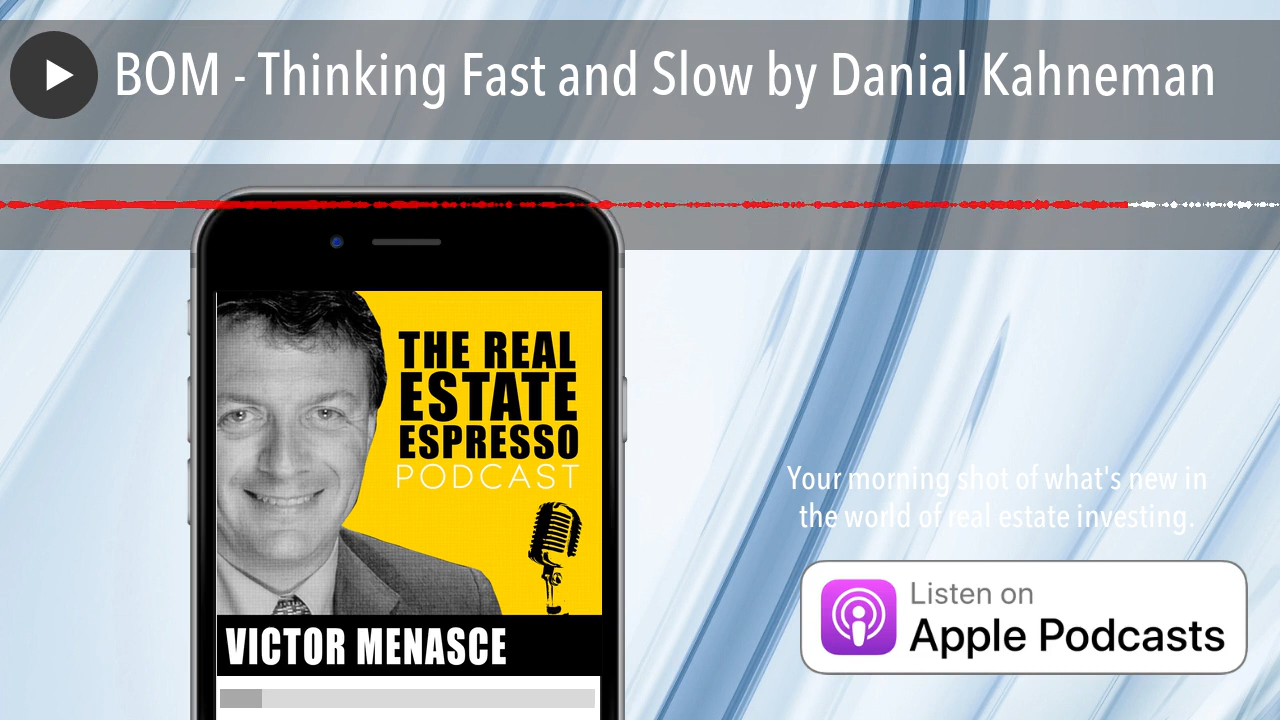 BOM - Thinking Fast and Slow by Danial Kahneman
THE REAL
ESTATE
ESPRESSO
PODCAST
VICTOR MENASCE
Your morning shot of what's new in
the world of real estate investing.
Listen on
Apple Podcasts